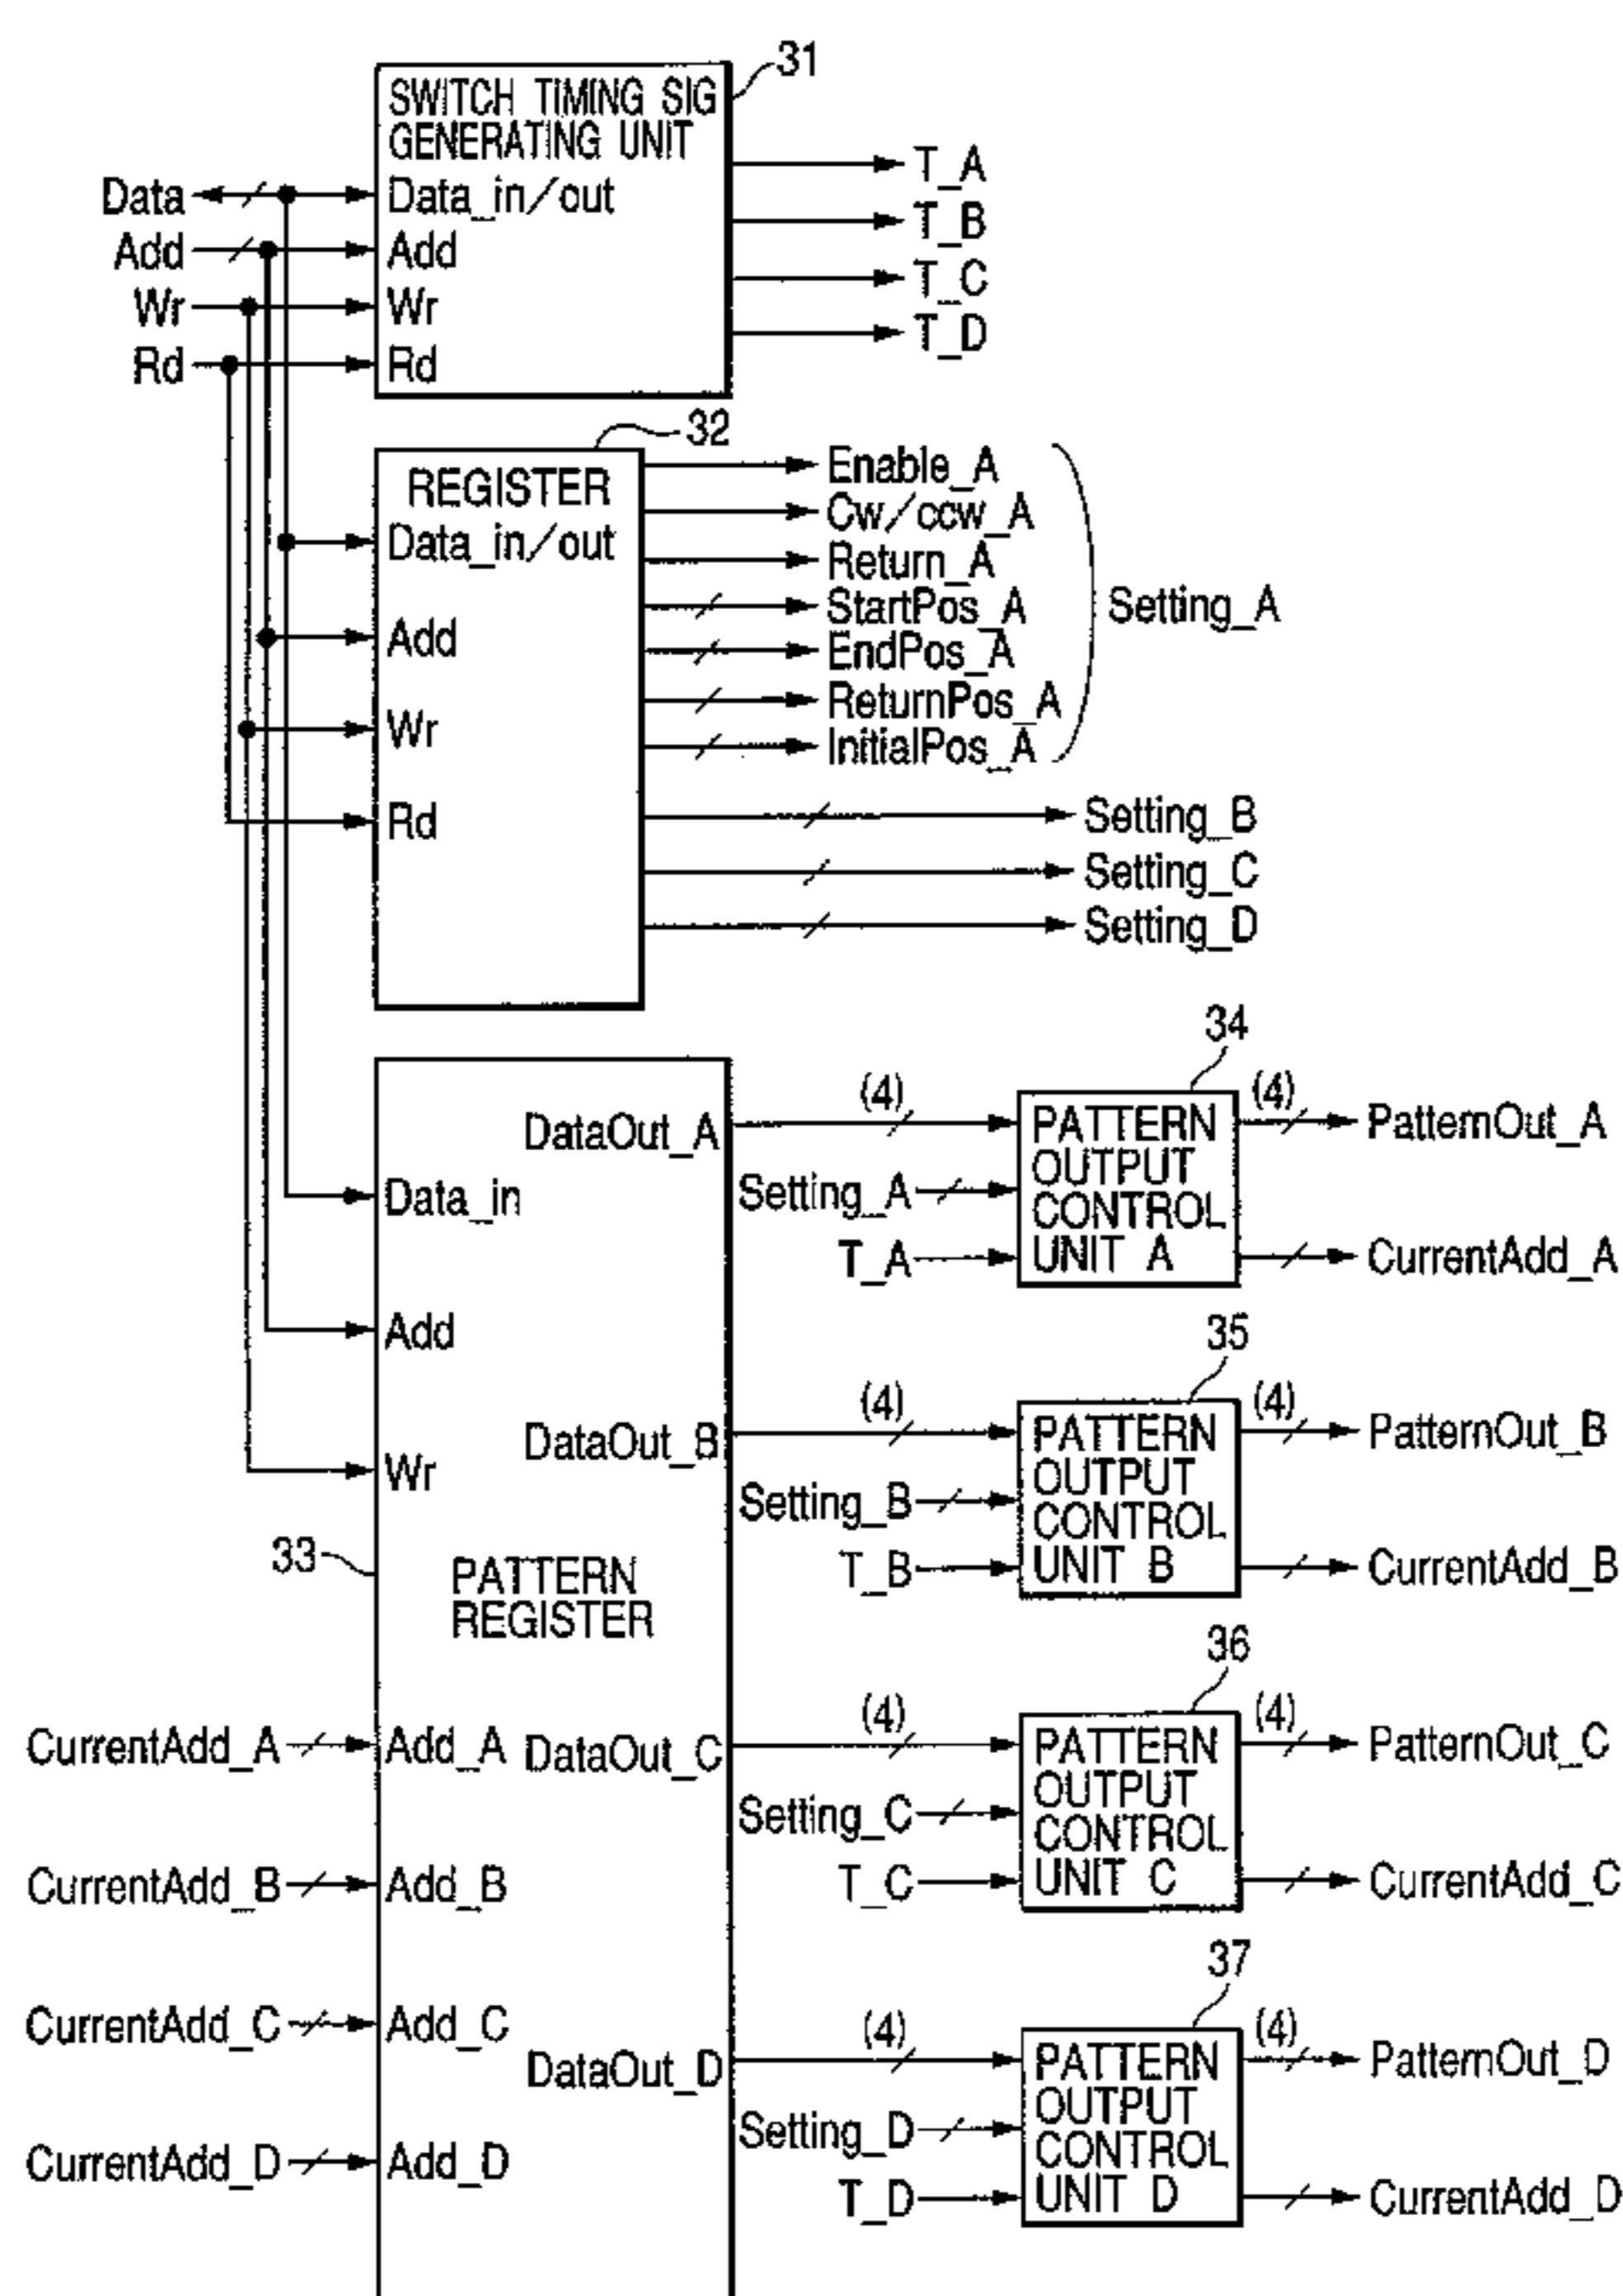 31
SWITCH TIMING SIG
GENERATING UNIT
Data
Data_in/out
Add
Add
Wr
Wr
Rd
Rd
T_A
T_B
T_C
T_D
32
REGISTER
Data_in/out
Add
Wr
Rd
Enable_A
Cw/ccw_A
Return_A
StartPos_A
EndPos_A
ReturnPos_A
InitialPos_A
Setting_A
Setting_B
Setting_C
Setting_D
33
PATTERN
REGISTER
Data_in
Add
Wr
CurrentAdd_A
Add_A
CurrentAdd_B
Add_B
CurrentAdd_C
Add_C
CurrentAdd_D
Add_D
DataOut_A
DataOut_B
DataOut_C
DataOut_D
34
(4)
Setting_A
T_A
PATTERN
OUTPUT
CONTROL
UNIT A
(4)
PatternOut_A
CurrentAdd_A
35
(4)
Setting_B
T_B
PATTERN
OUTPUT
CONTROL
UNIT B
(4)
PatternOut_B
CurrentAdd_B
36
(4)
Setting_C
T_C
PATTERN
OUTPUT
CONTROL
UNIT C
(4)
PatternOut_C
CurrentAdd_C
37
(4)
Setting_D
T_D
PATTERN
OUTPUT
CONTROL
UNIT D
(4)
PatternOut_D
CurrentAdd_D